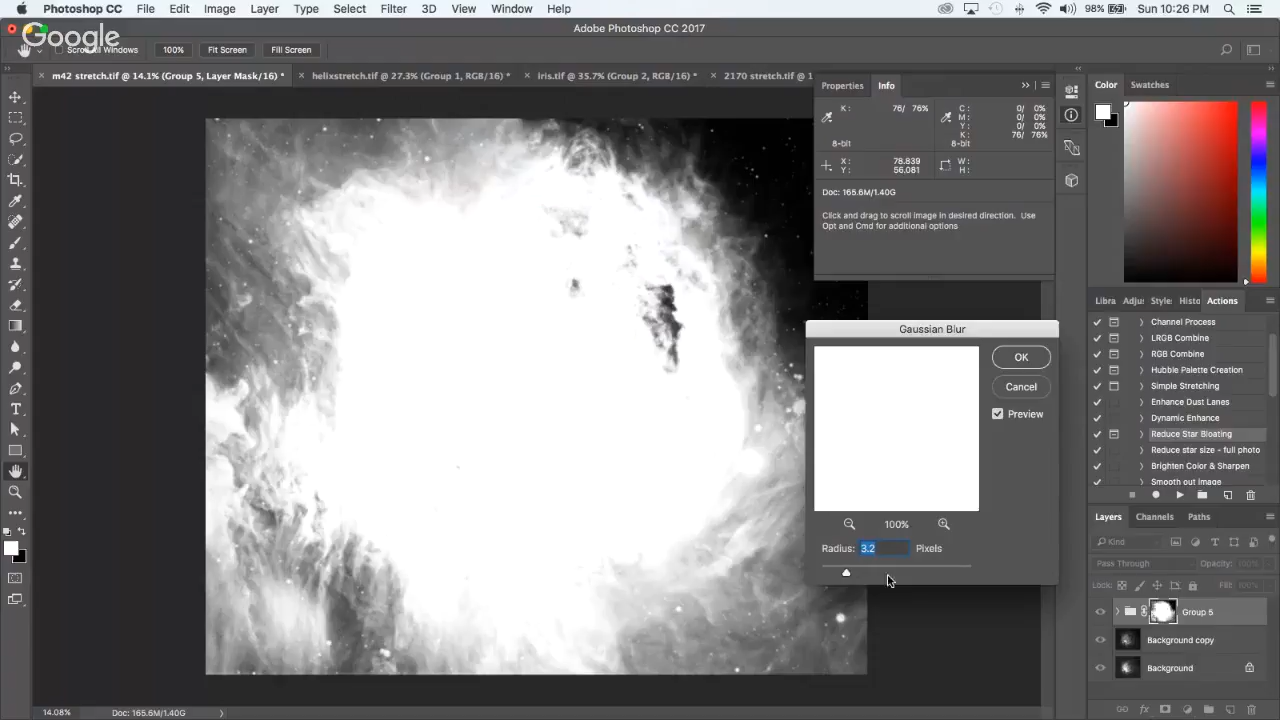 Photoshop CC File Edit Image Layer Type Select Filter 3D View Window Help 98% Sun 10:26 PM
Google
Adobe Photoshop CC 2017
Scroll All Windows 100% Fit Screen Fill Screen
m42 stretch.tif @ 14.1% (Group 5, Layer Mask/16) * helixstretch.tif @ 27.3% (Group 1, RGB/16) * iris.tif @ 35.7% (Group 2, RGB/16) * 2170 stretch.tif @ 1
Properties Info
K: 76/ 76% C: 0/ 0%
M: 0/ 0%
Y: 0/ 0%
K: 76/ 76%
8-bit 8-bit
X: 78.839 W:
Y: 56.081 H:
Doc: 165.6M/1.40G
Click and drag to scroll image in desired direction. Use
Opt and Cmd for additional options
Color Swatches
Libra Adju: Style: Histo Actions
Channel Process
LRGB Combine
RGB Combine
Hubble Palette Creation
Simple Stretching
Enhance Dust Lanes
Dynamic Enhance
Reduce Star Bloating
Reduce star size - full photo
Brighten Color & Sharpen
Smooth out image
Gaussian Blur
OK
Cancel
Preview
100%
Radius: 3.2 Pixels
Layers Channels Paths
Kind
Pass Through Opacity: 100%
Lock: Fill: 100%
Group 5
Background copy
Background
fx
14.08% Doc: 165.6M/1.40G